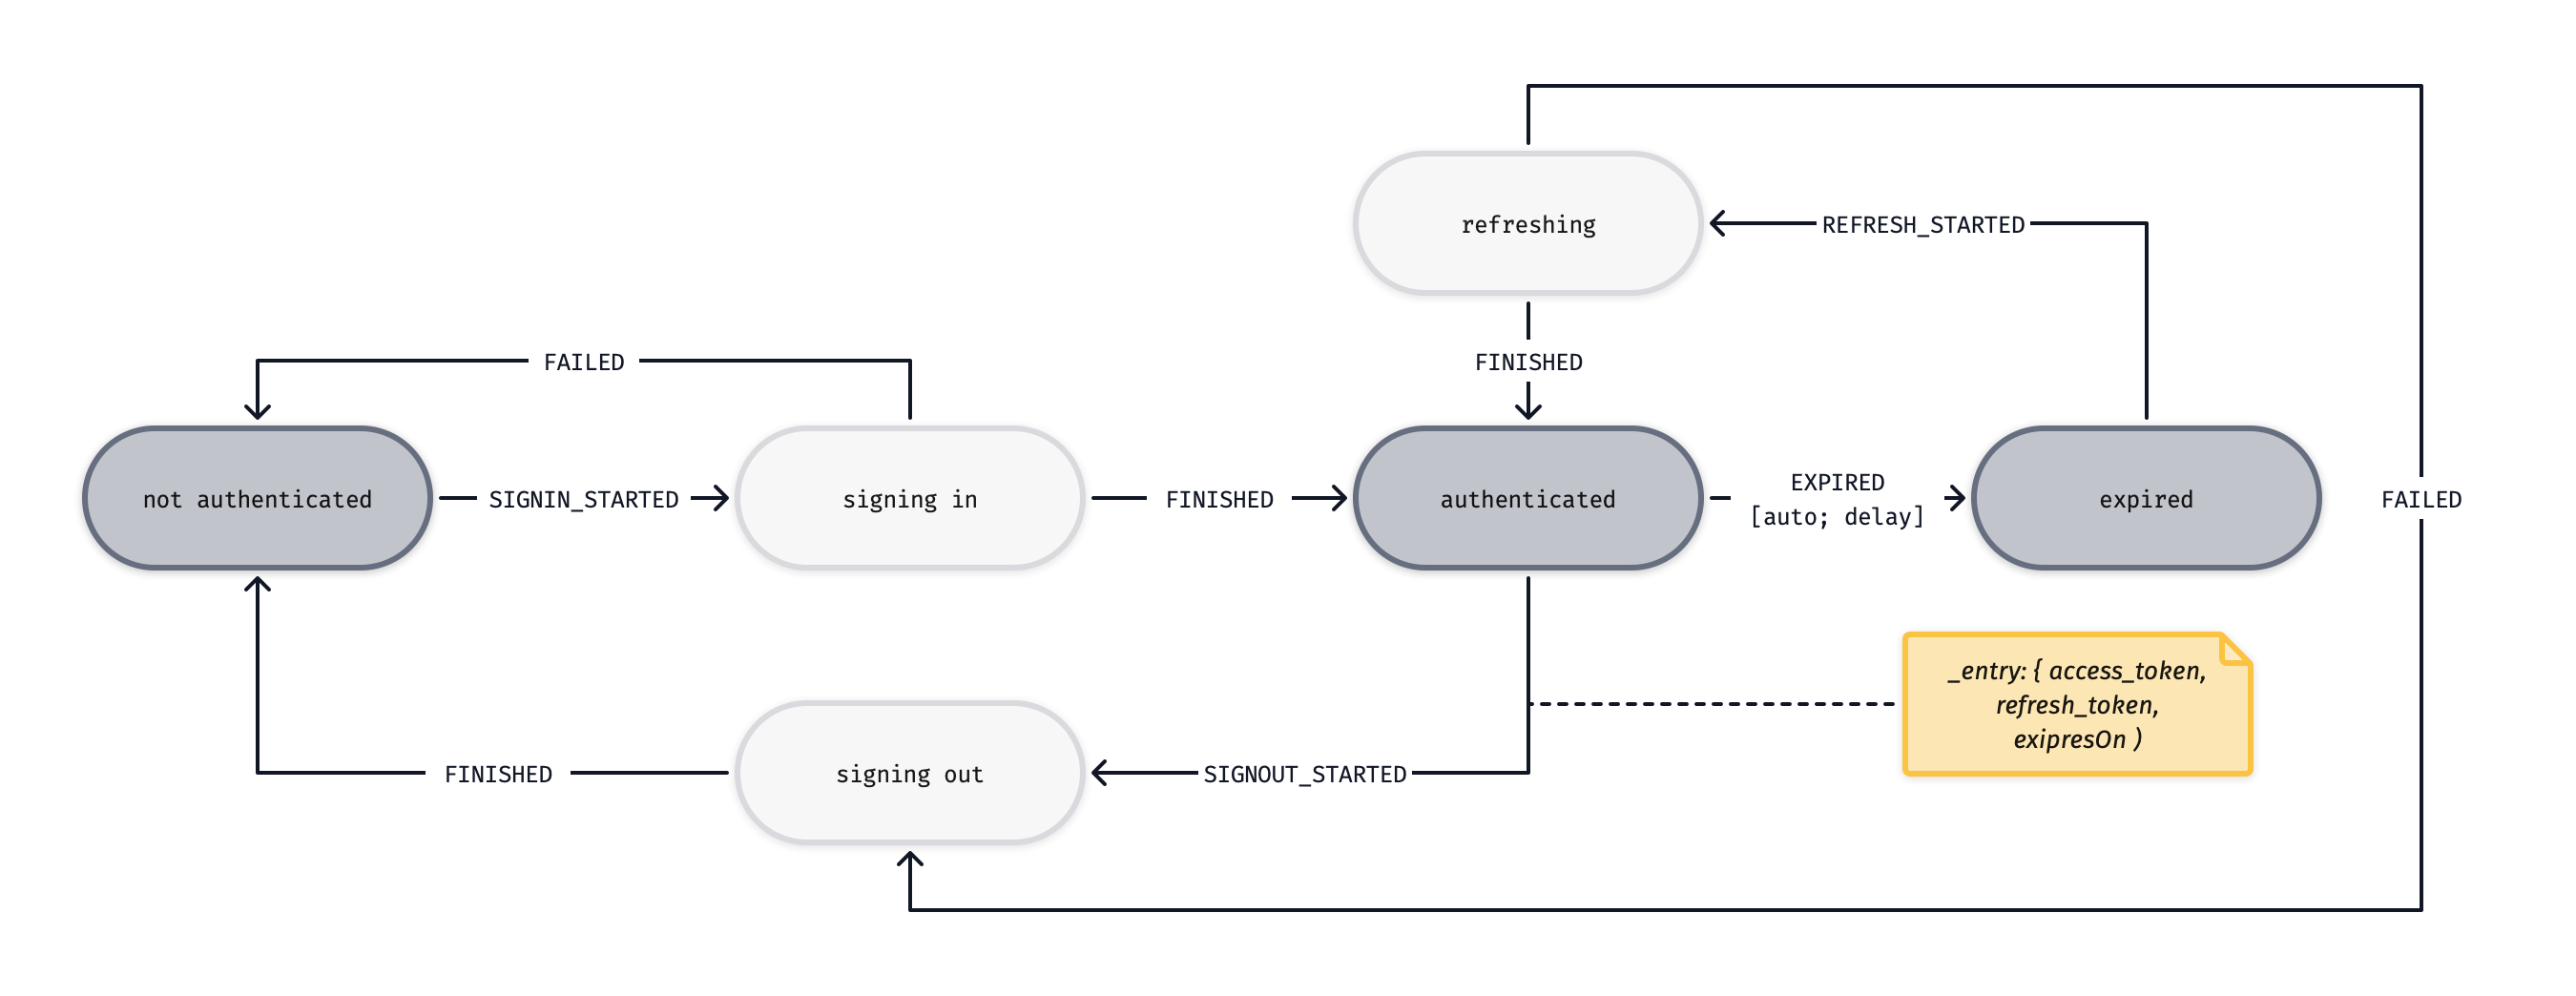 refreshing
REFRESH_STARTED
FAILED
FINISHED
not authenticated
SIGNIN_STARTED
signing in
FINISHED
authenticated
EXPIRED
[auto; delay]
expired
FAILED
_entry: { access_token,
refresh_token,
exipresOn )
FINISHED
signing out
SIGNOUT_STARTED